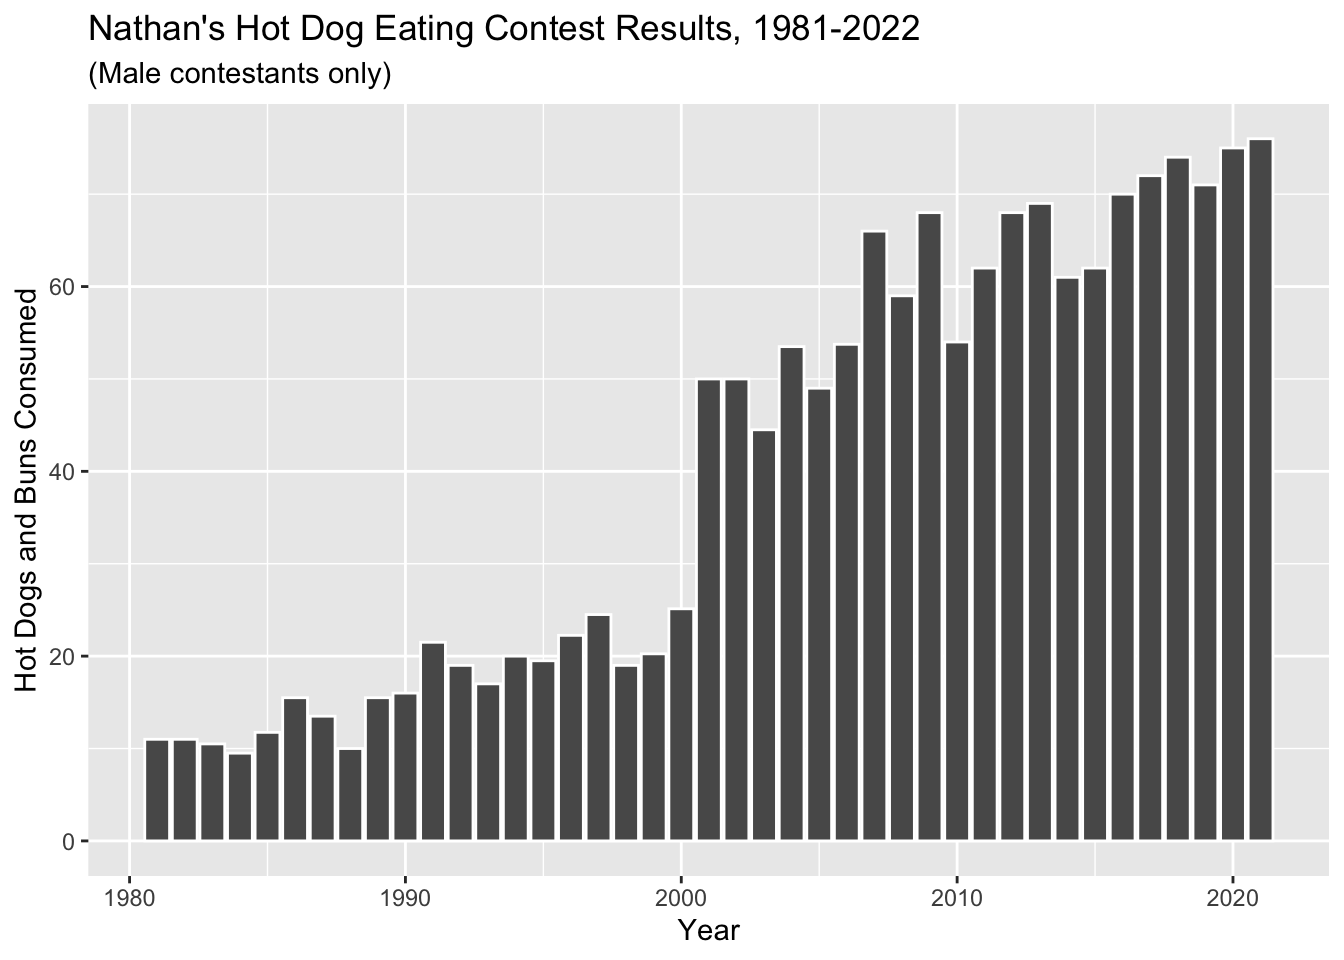 Nathan's Hot Dog Eating Contest Results, 1981-2022
(Male contestants only)
Hot Dogs and Buns Consumed
60
40
20
0
1980 1990 2000 2010 2020
Year